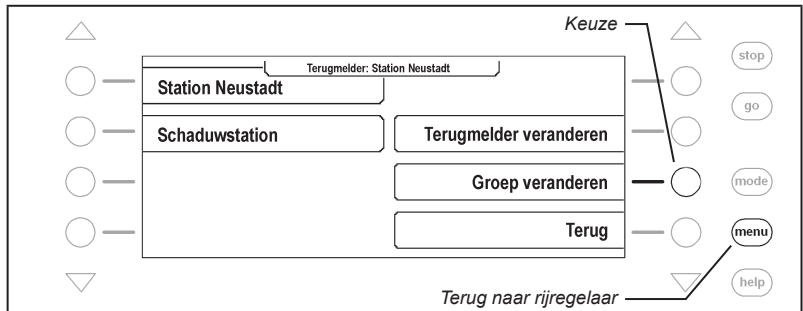 Keuze
stop
Terugmelder: Station Neustadt
Station Neustadt
go
Schaduwstation
Terugmelder veranderen
Groep veranderen
mode
Terug
menu
help
Terug naar rijregelaar